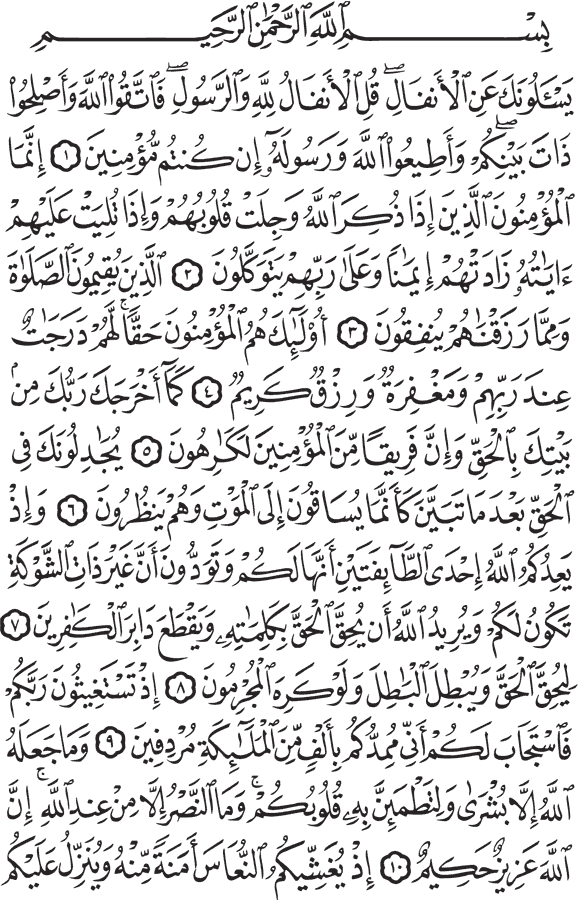 بِسْمِ ٱللَّهِ ٱلرَّحْمَٰنِ ٱلرَّحِيمِ
يَسْـَٔلُونَكَ عَنِ ٱلْأَنفَالِۖ قُلِ ٱلْأَنفَالُ لِلَّهِ وَٱلرَّسُولِۖ فَٱتَّقُوا۟ ٱللَّهَ وَأَصْلِحُوا۟
ذَاتَ بَيْنِكُمْۖ وَأَطِيعُوا۟ ٱللَّهَ وَرَسُولَهُۥٓ إِن كُنتُم مُّؤْمِنِينَ ١ إِنَّمَا
ٱلْمُؤْمِنُونَ ٱلَّذِينَ إِذَا ذُكِرَ ٱللَّهُ وَجِلَتْ قُلُوبُهُمْ وَإِذَا تُلِيَتْ عَلَيْهِمْ
ءَايَٰتُهُۥ زَادَتْهُمْ إِيمَٰنًا وَعَلَىٰ رَبِّهِمْ يَتَوَكَّلُونَ ٢ ٱلَّذِينَ يُقِيمُونَ ٱلصَّلَوٰةَ
وَمِمَّا رَزَقْنَٰهُمْ يُنفِقُونَ ٣ أُو۟لَٰٓئِكَ هُمُ ٱلْمُؤْمِنُونَ حَقًّاۚ لَّهُمْ دَرَجَٰتٌ
عِندَ رَبِّهِمْ وَمَغْفِرَةٌ وَرِزْقٌ كَرِيمٌ ٤ كَمَآ أَخْرَجَكَ رَبُّكَ مِنۢ
بَيْتِكَ بِٱلْحَقِّ وَإِنَّ فَرِيقًا مِّنَ ٱلْمُؤْمِنِينَ لَكَٰرِهُونَ ٥ يُجَٰدِلُونَكَ فِى
ٱلْحَقِّ بَعْدَ مَا تَبَيَّنَ كَأَنَّمَا يُسَاقُونَ إِلَى ٱلْمَوْتِ وَهُمْ يَنظُرُونَ ٦ وَإِذْ
يَعِدُكُمُ ٱللَّهُ إِحْدَى ٱلطَّآئِفَتَيْنِ أَنَّهَا لَكُمْ وَتَوَدُّونَ أَنَّ غَيْرَ ذَاتِ ٱلشَّوْكَةِ
تَكُونُ لَكُمْ وَيُرِيدُ ٱللَّهُ أَن يُحِقَّ ٱلْحَقَّ بِكَلِمَٰتِهِۦ وَيَقْطَعَ دَابِرَ ٱلْكَٰفِرِينَ ٧
لِيُحِقَّ ٱلْحَقَّ وَيُبْطِلَ ٱلْبَٰطِلَ وَلَوْ كَرِهَ ٱلْمُجْرِمُونَ ٨ إِذْ تَسْتَغِيثُونَ رَبَّكُمْ
فَٱسْتَجَابَ لَكُمْ أَنِّى مُمِدُّكُم بِأَلْفٍ مِّنَ ٱلْمَلَٰٓئِكَةِ مُرْدِفِينَ ٩ وَمَا جَعَلَهُ
ٱللَّهُ إِلَّا بُشْرَىٰ وَلِتَطْمَئِنَّ بِهِۦ قُلُوبُكُمْۚ وَمَا ٱلنَّصْرُ إِلَّا مِنْ عِندِ ٱللَّهِۚ إِنَّ
ٱللَّهَ عَزِيزٌ حَكِيمٌ ١٠ إِذْ يُغَشِّيكُمُ ٱلنُّعَاسَ أَمَنَةً مِّنْهُ وَيُنَزِّلُ عَلَيْكُم